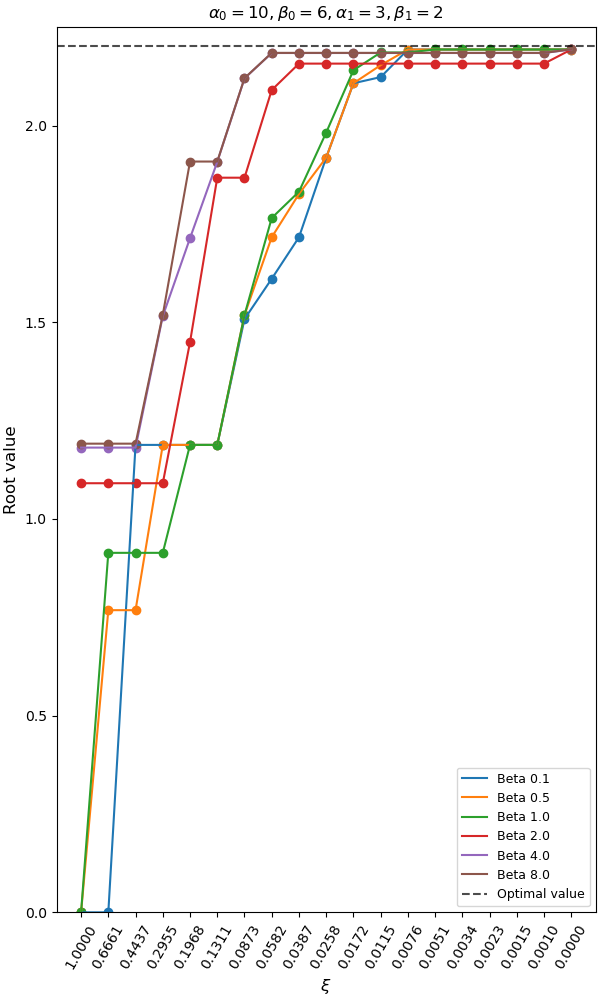 α₀ = 10, β₀ = 6, α₁ = 3, β₁ = 2
Root value
2.0
1.5
1.0
0.5
0.0
Beta 0.1
Beta 0.5
Beta 1.0
Beta 2.0
Beta 4.0
Beta 8.0
Optimal value
1.0000
0.6661
0.4437
0.2955
0.1968
0.1311
0.0873
0.0582
0.0387
0.0258
0.0172
0.0115
0.0076
0.0051
0.0034
0.0023
0.0015
0.0010
0.0000
ξ